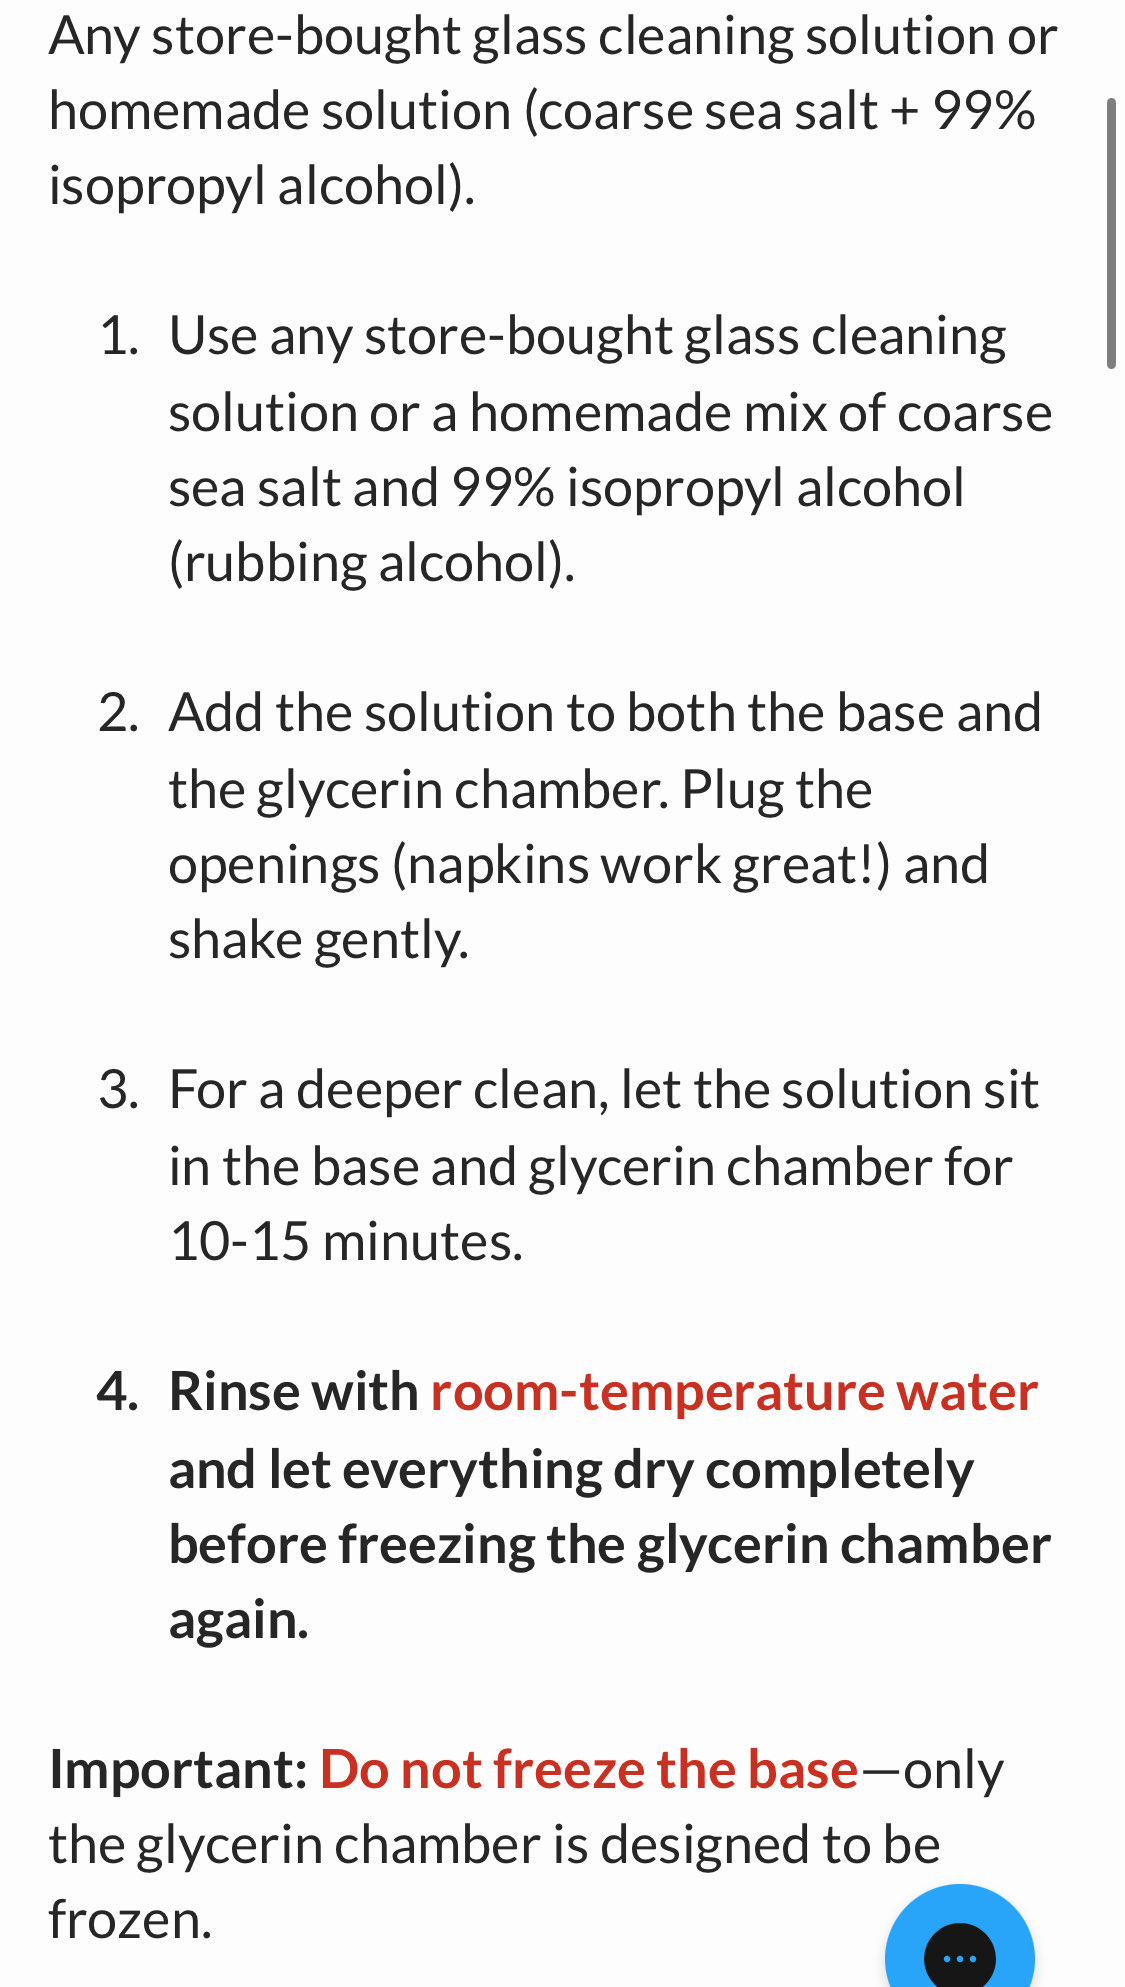 Any store-bought glass cleaning solution or
homemade solution (coarse sea salt + 99%
isopropyl alcohol).
1. Use any store-bought glass cleaning
solution or a homemade mix of coarse
sea salt and 99% isopropyl alcohol
(rubbing alcohol).
2. Add the solution to both the base and
the glycerin chamber. Plug the
openings (napkins work great!) and
shake gently.
3. For a deeper clean, let the solution sit
in the base and glycerin chamber for
10-15 minutes.
4. Rinse with room-temperature water
and let everything dry completely
before freezing the glycerin chamber
again.
Important: Do not freeze the base—only
the glycerin chamber is designed to be
frozen.